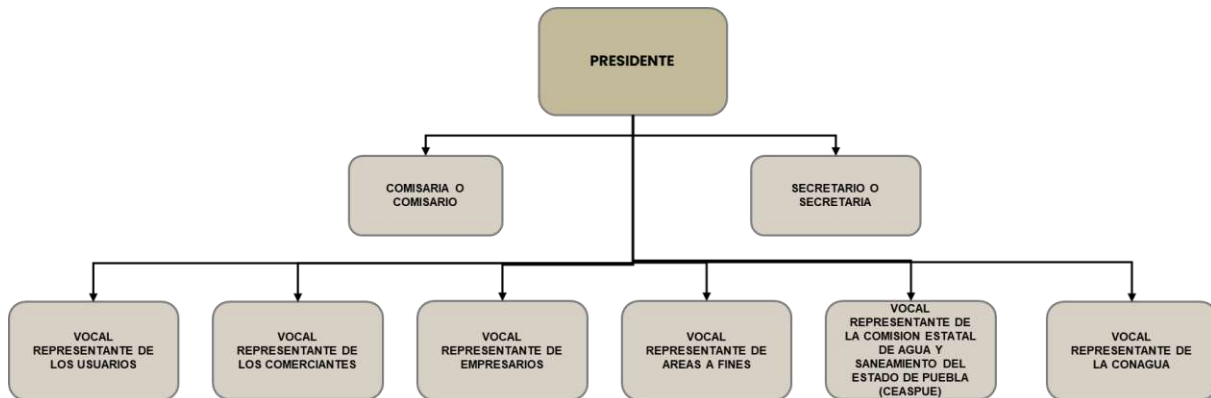 PRESIDENTE
COMISARIA O
COMISARIO
SECRETARIO O
SECRETARIA
VOCAL
REPRESENTANTE DE
LOS USUARIOS
VOCAL
REPRESENTANTE DE
LOS COMERCIANTES
VOCAL
REPRESENTANTE DE
EMPRESARIOS
VOCAL
REPRESENTANTE DE
AREAS A FINES
VOCAL
REPRESENTANTE DE
LA COMISION ESTATAL
DE AGUA Y
SANEAMIENTO DEL
ESTADO DE PUEBLA
(CEASPUE)
VOCAL
REPRESENTANTE DE
LA CONAGUA